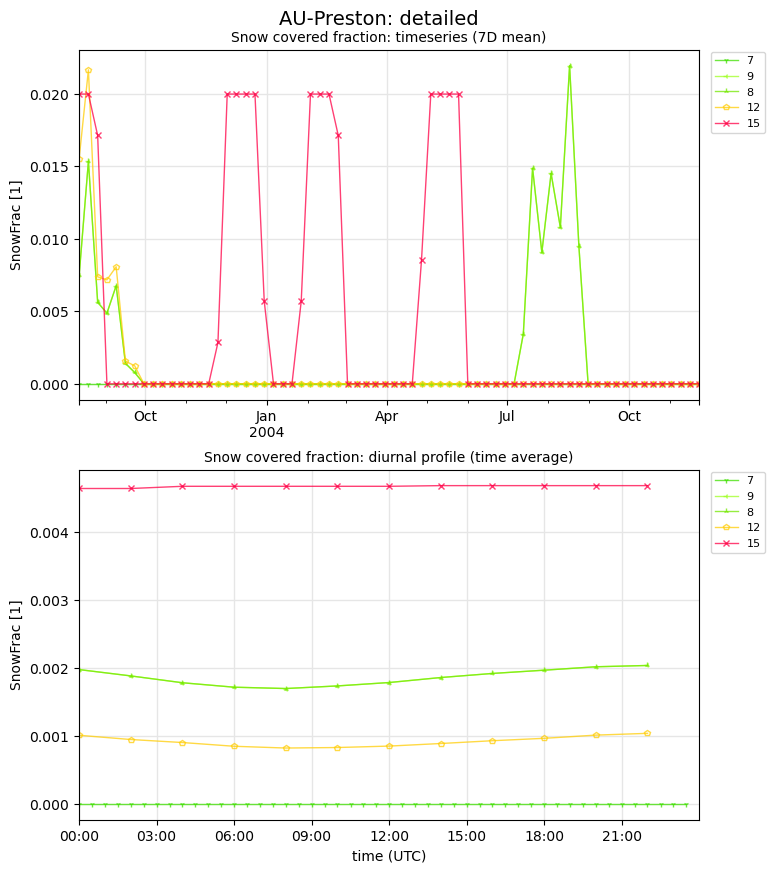 AU-Preston: detailed
Snow covered fraction: timeseries (7D mean)
SnowFrac [1]
0.020
0.015
0.010
0.005
0.000
Oct
Jan
2004
Apr
Jul
Oct
7
9
8
12
15
Snow covered fraction: diurnal profile (time average)
SnowFrac [1]
0.004
0.003
0.002
0.001
0.000
00:00
03:00
06:00
09:00
12:00
15:00
18:00
21:00
time (UTC)
7
9
8
12
15